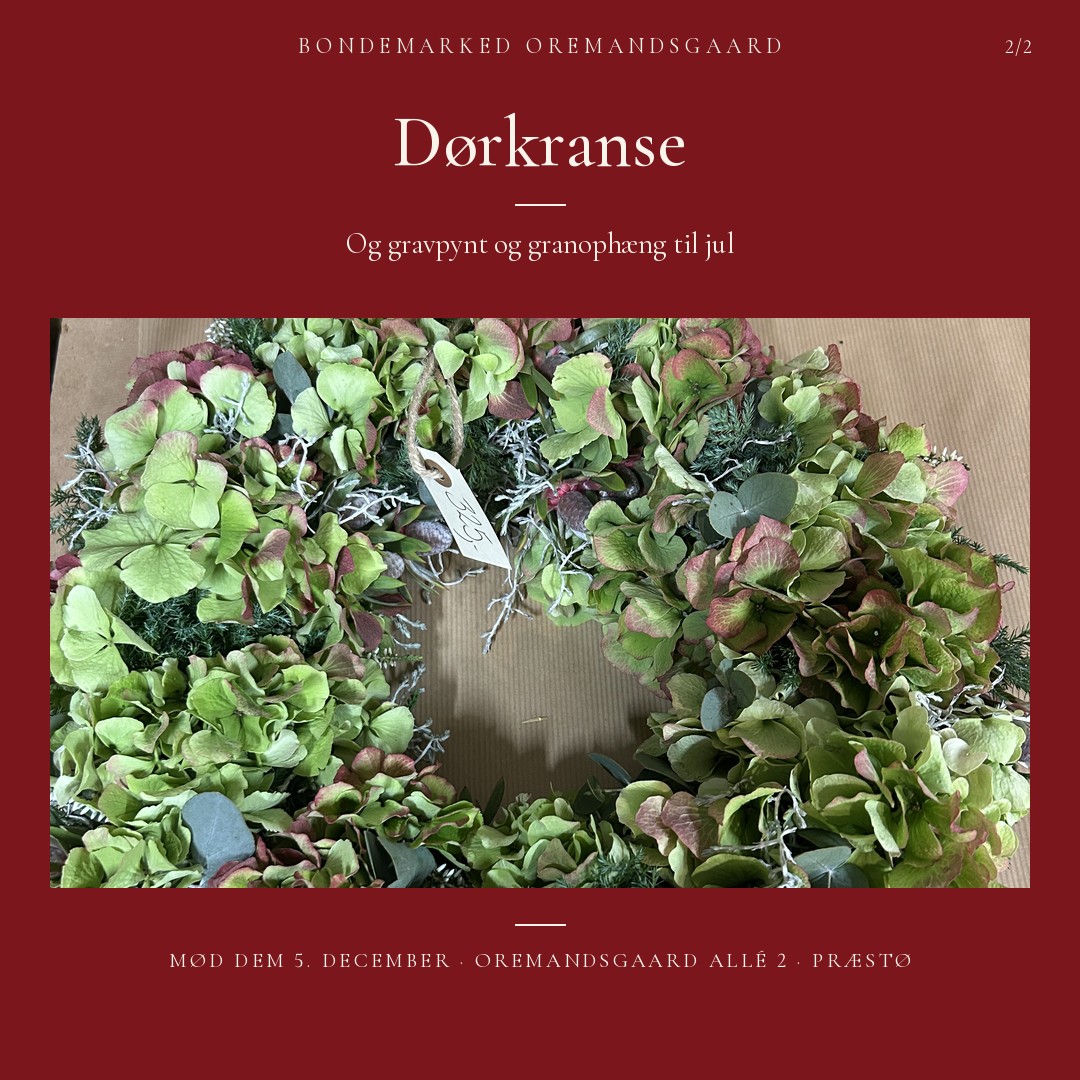 BONDEMARKED OREMANDSGAARD
2/2
Dørkranse
Og gravpynt og granophæng til jul
325,-
MØD DEM 5. DECEMBER · OREMANDSGAARD ALLÉ 2 · PRÆSTØ